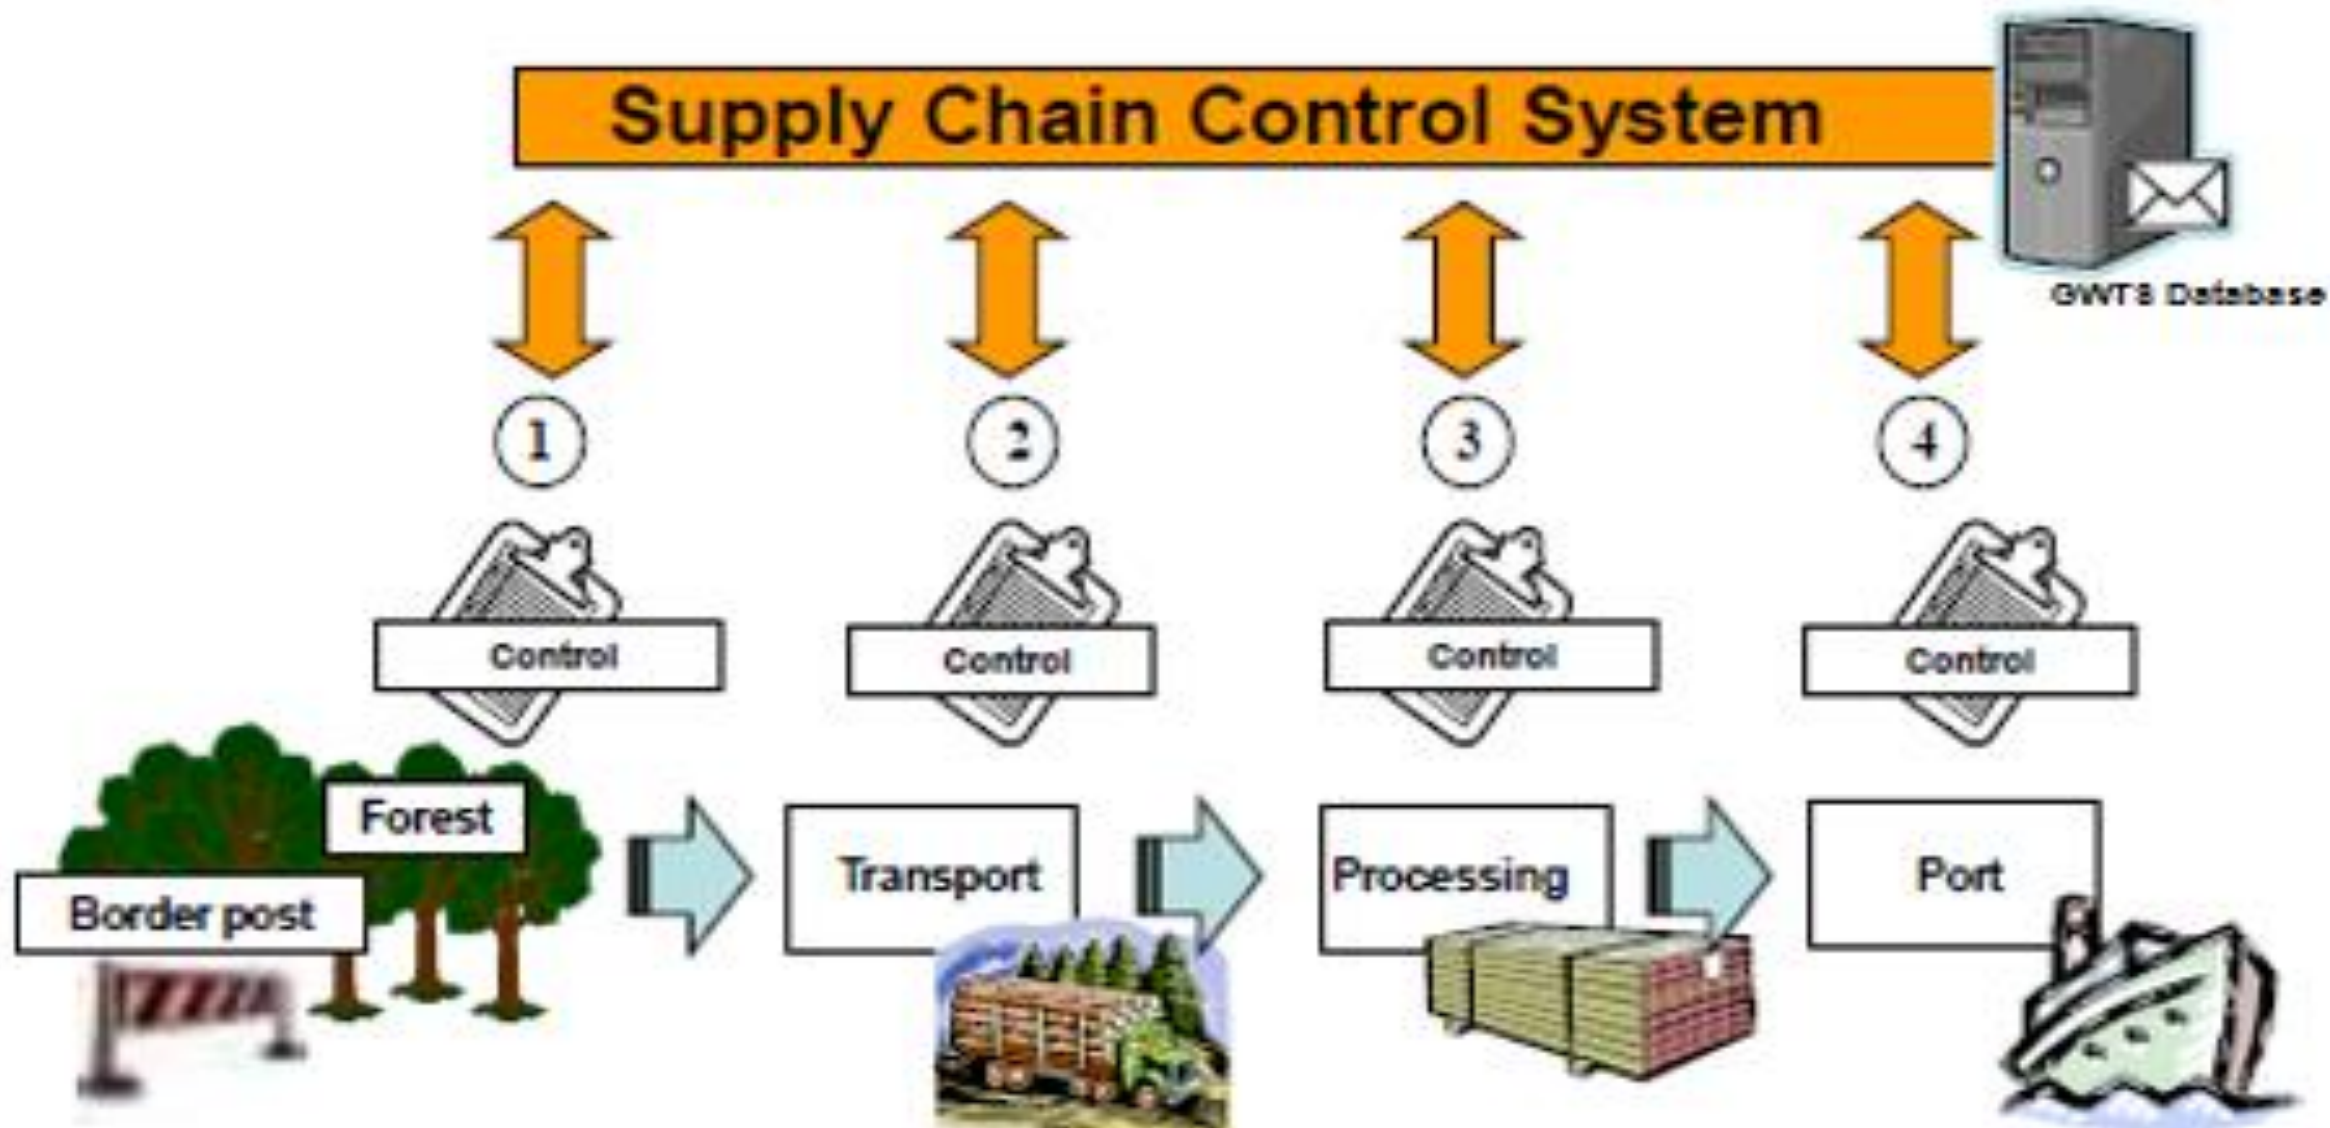 Supply Chain Control System
GWTS Database
1
2
3
4
Control
Control
Control
Control
Forest
Border post
Transport
Processing
Port